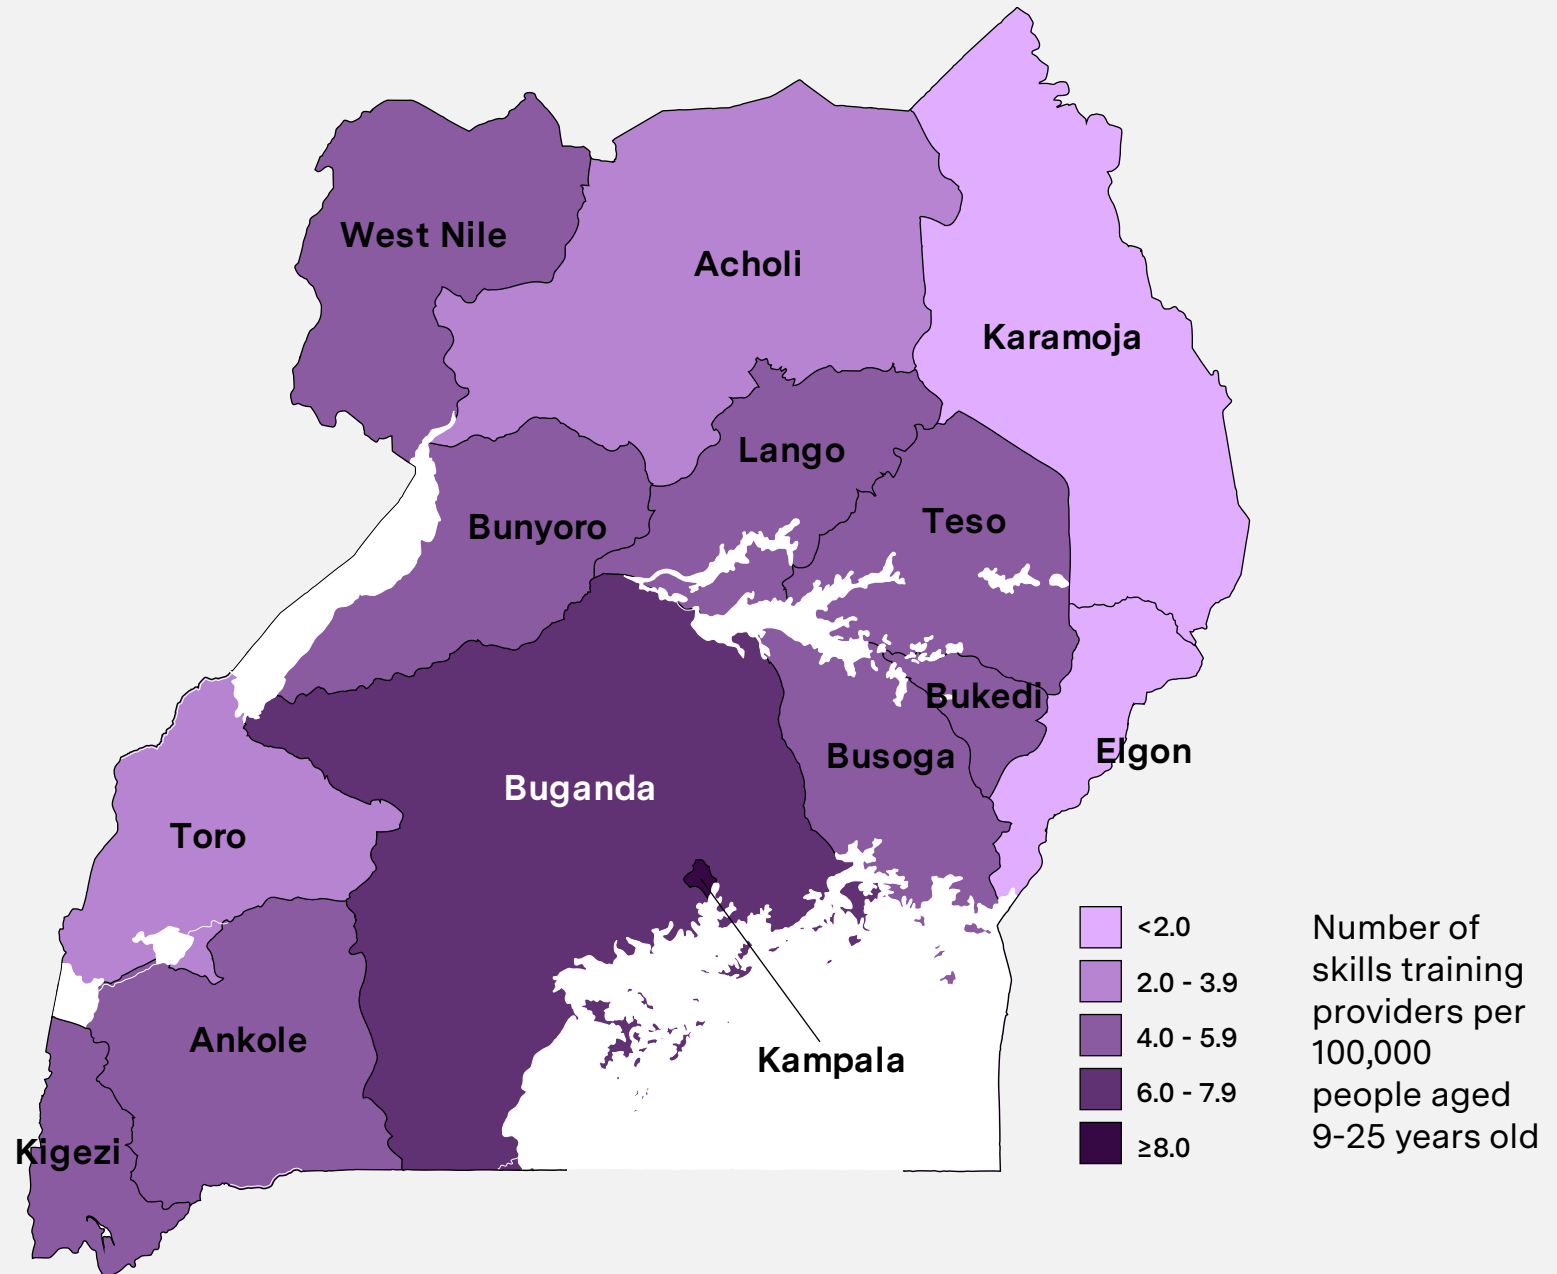 West Nile
Acholi
Karamoja
Lango
Teso
Bunyoro
Bukedi
Elgon
Busoga
Buganda
Toro
Ankole
Kampala
Kigezi
<2.0
2.0 - 3.9
4.0 - 5.9
6.0 - 7.9
≥8.0
Number of
skills training
providers per
100,000
people aged
9-25 years old